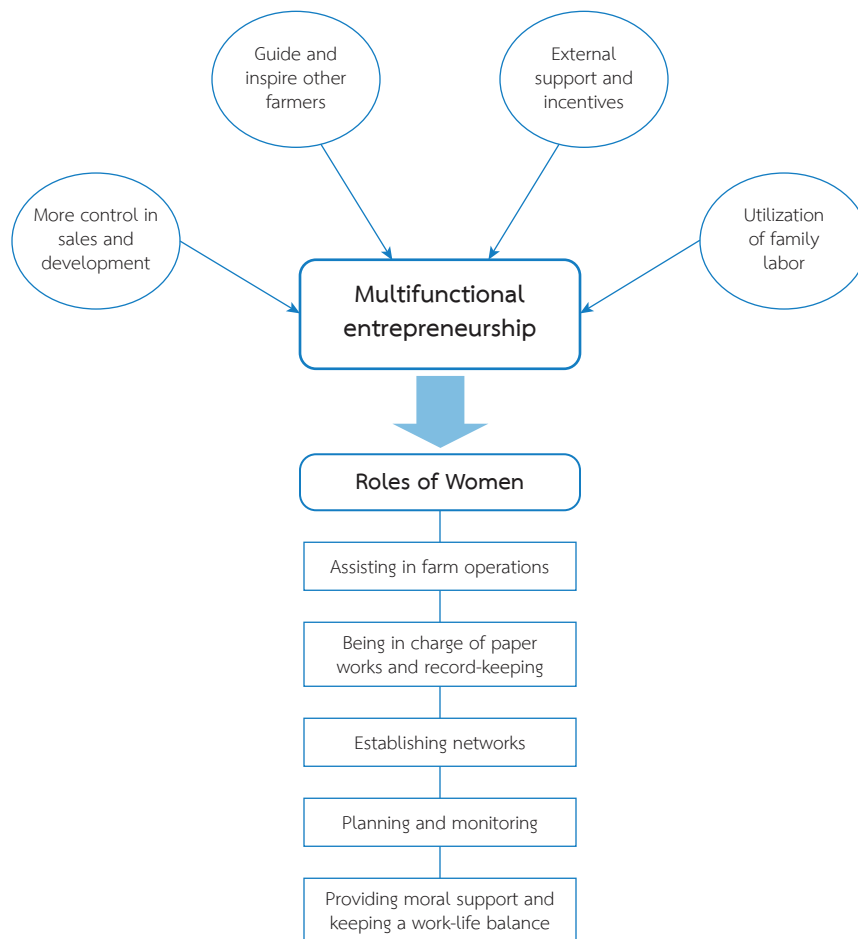 Guide and
inspire other
farmers
External
support and
incentives
More control in
sales and
development
Utilization
of family
labor
Multifunctional
entrepreneurship
Roles of Women
Assisting in farm operations
Being in charge of paper
works and record-keeping
Establishing networks
Planning and monitoring
Providing moral support and
keeping a work-life balance